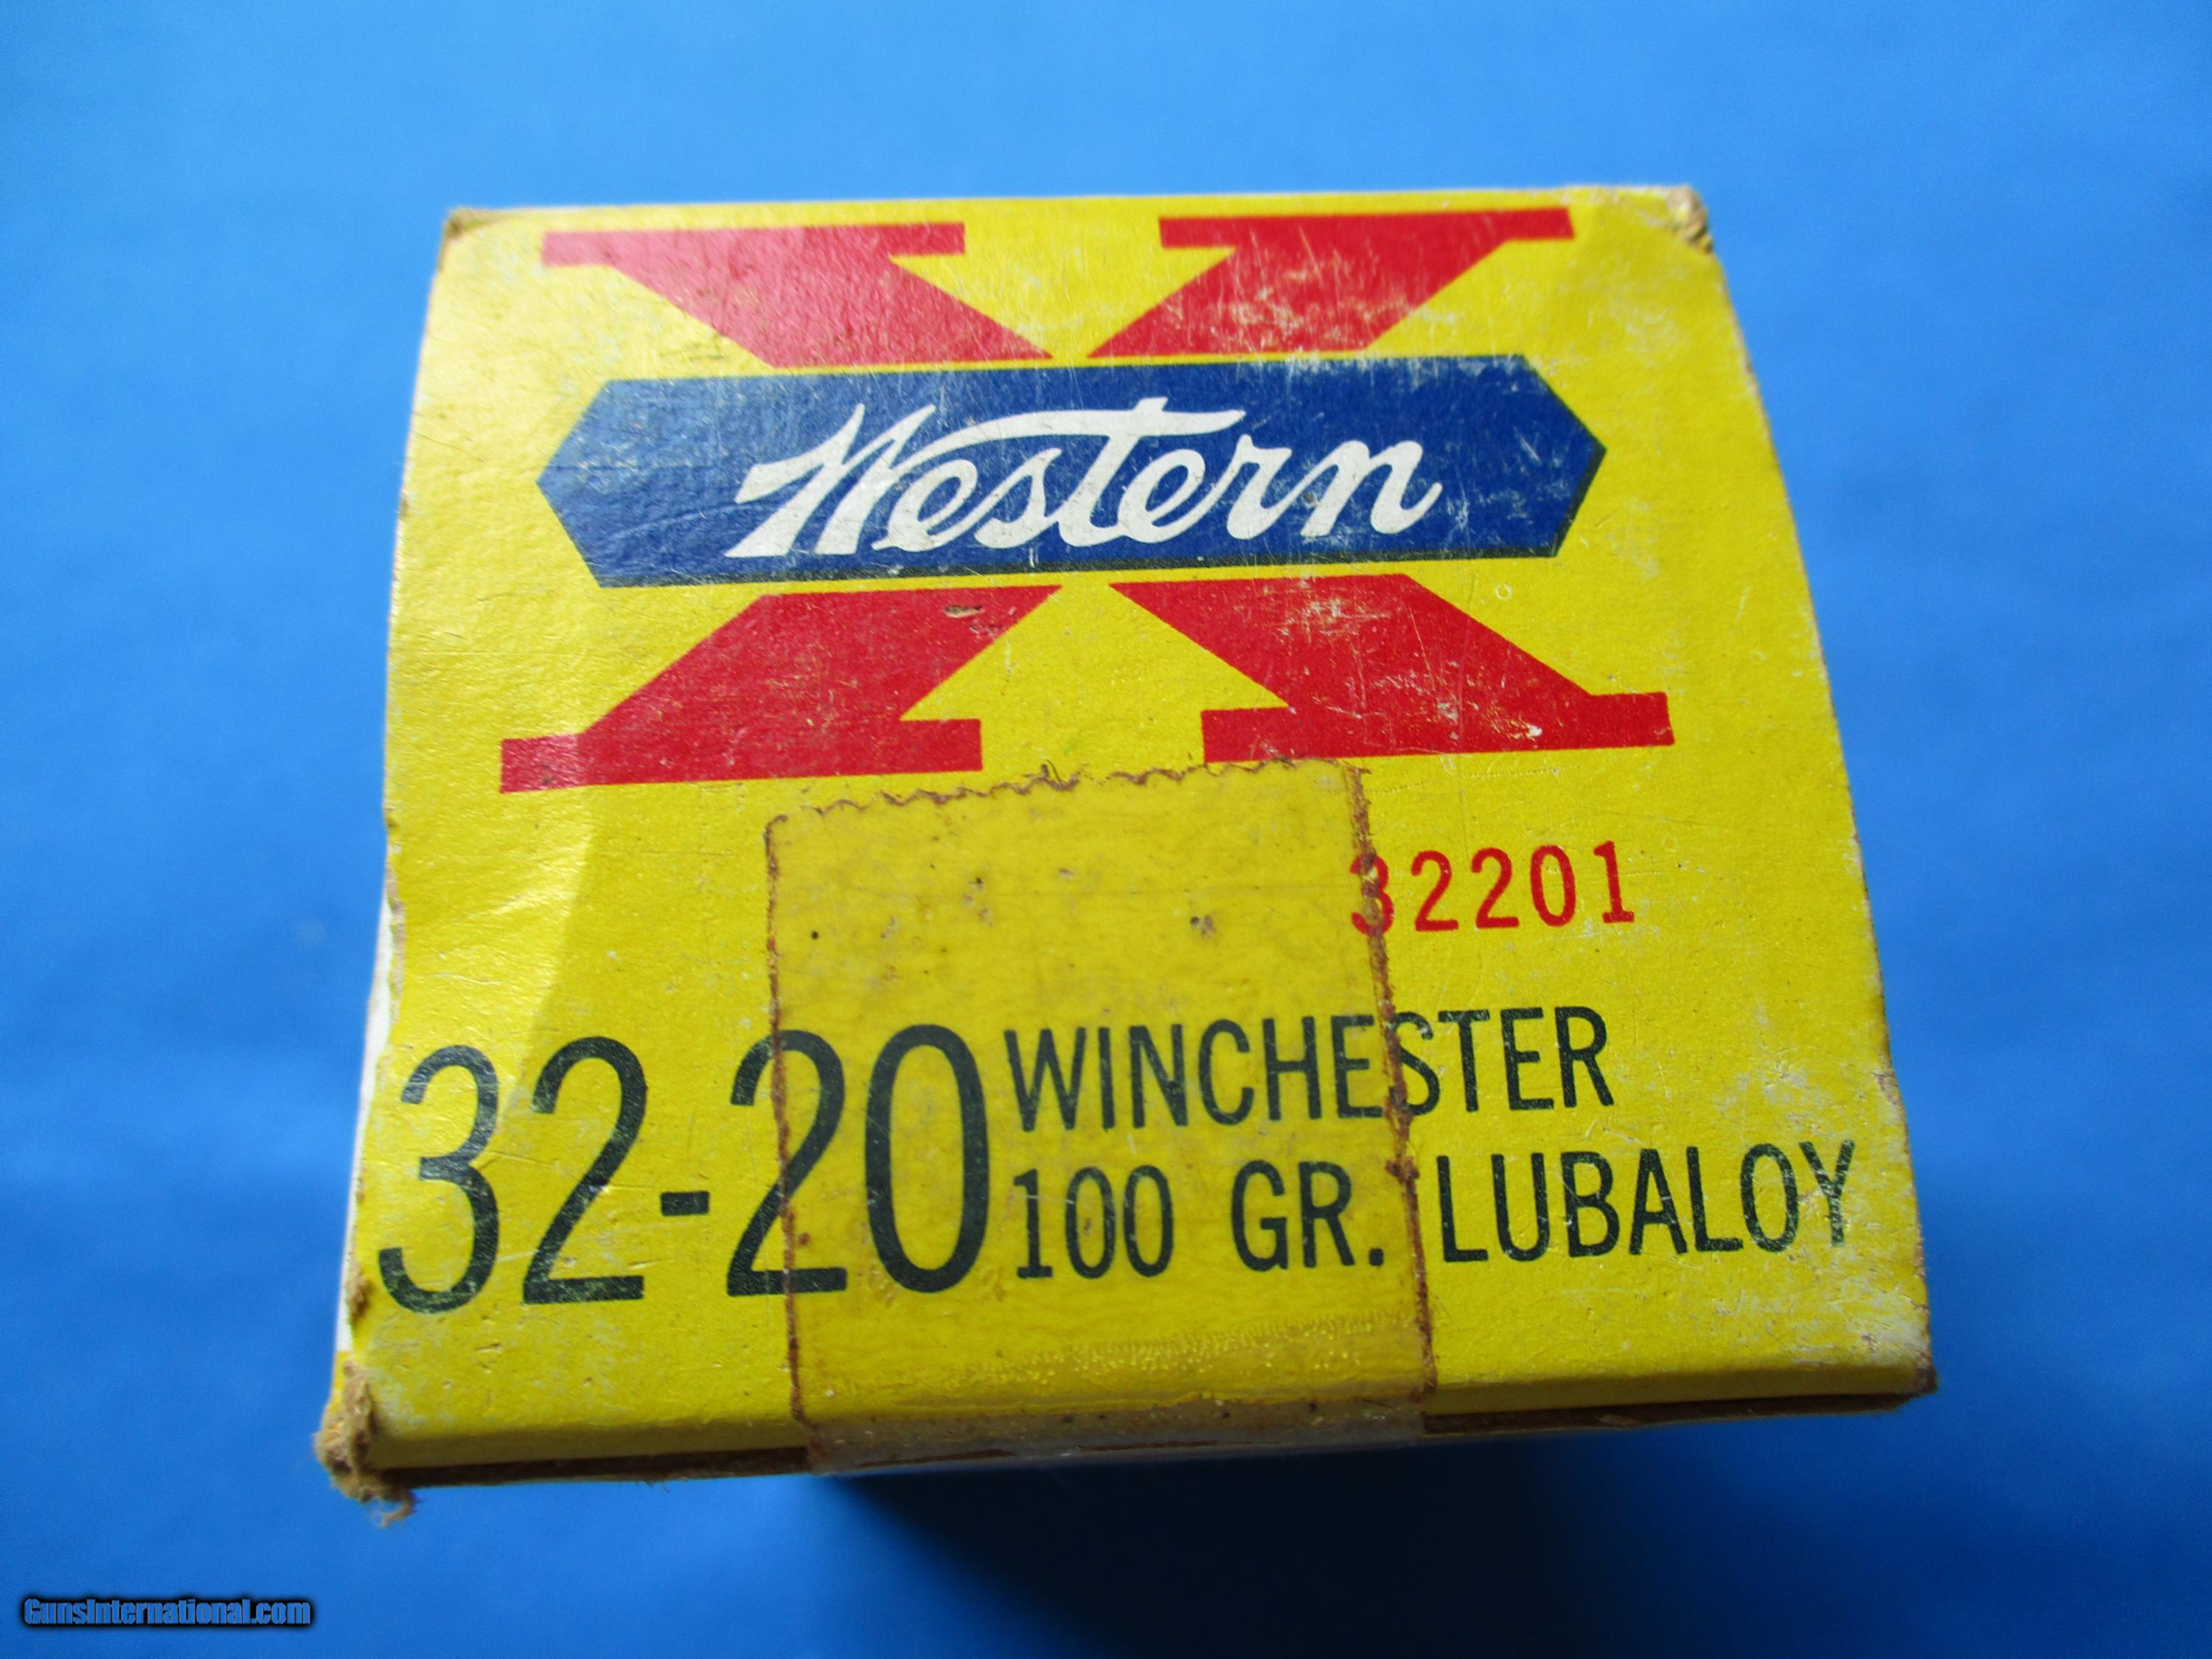 X
Western
32201
32-20 WINCHESTER
100 GR. LUBALOY
GunsInternational.com